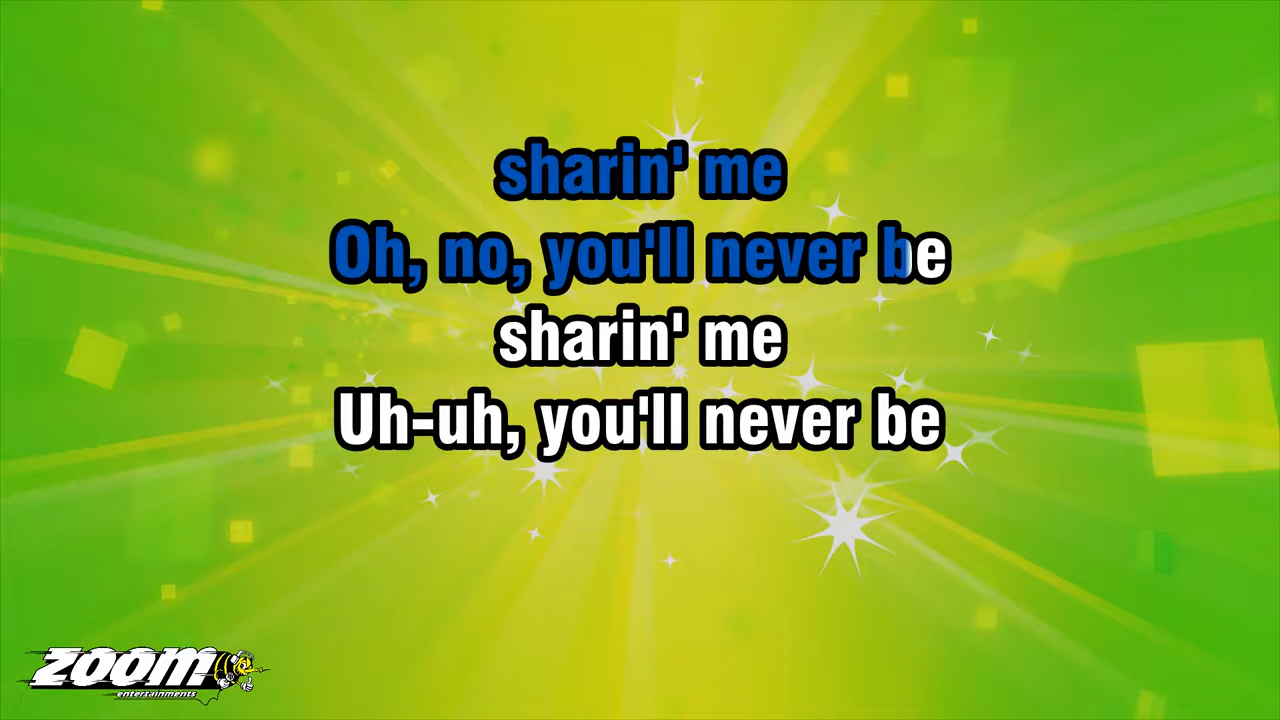 sharin' me
Oh, no, you'll never be
sharin' me
Uh-uh, you'll never be
ZOOM
entertainments